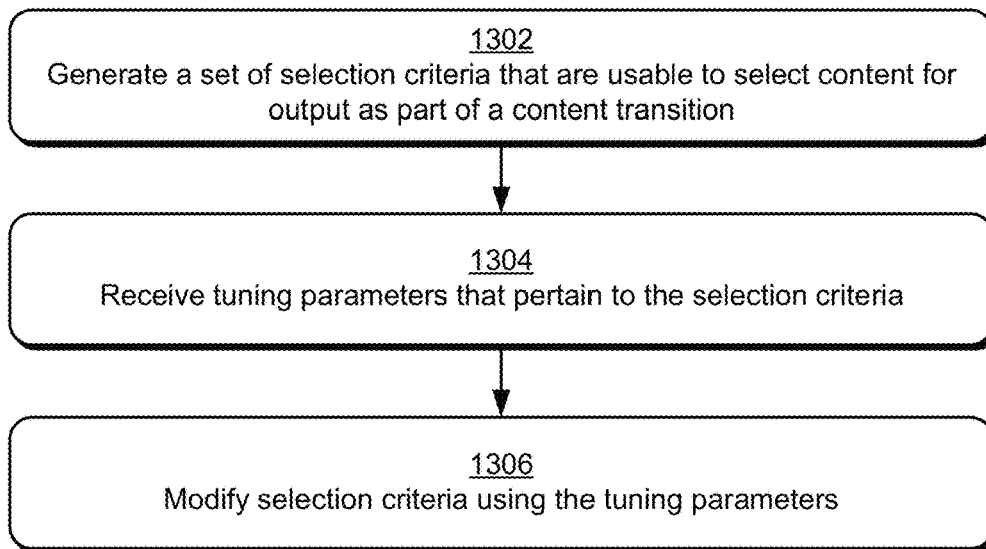 1302
Generate a set of selection criteria that are usable to select content for
output as part of a content transition
1304
Receive tuning parameters that pertain to the selection criteria
1306
Modify selection criteria using the tuning parameters